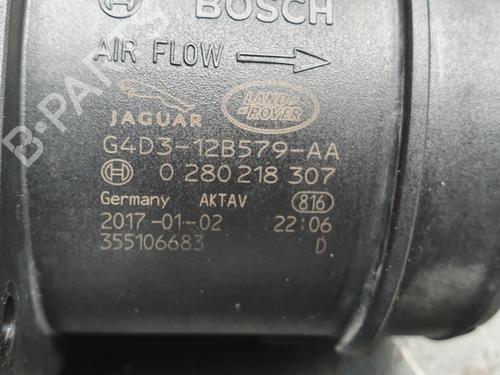 BOSCH
AIR FLOW
JAGUAR
LAND ROVER
G4D3-12B579-AA
0 280 218 307
Germany AKTAV 816
2017-01-02 22:06
355106683 D
B-PARTS